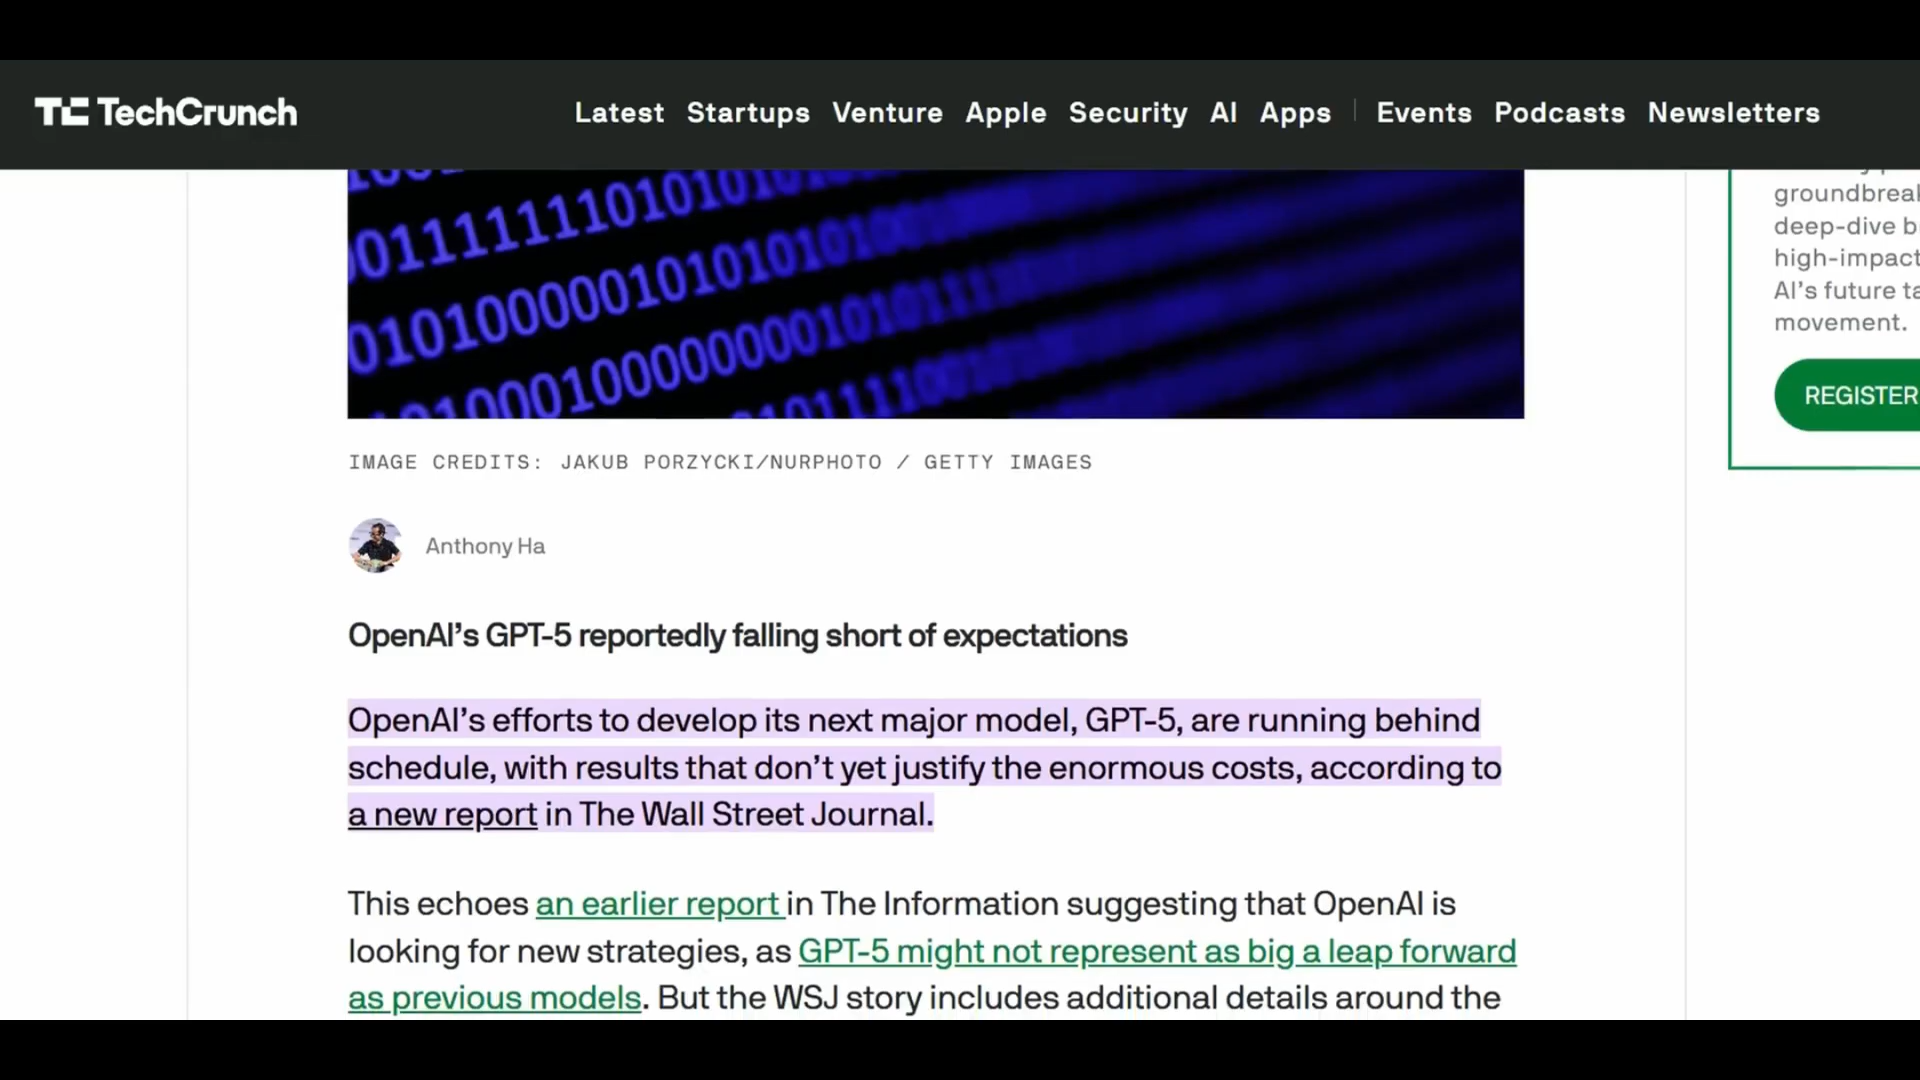 TechCrunch
Latest Startups Venture Apple Security AI Apps Events Podcasts Newsletters
groundbreak
deep-dive b
high-impact
AI's future ta
movement.
REGISTER
IMAGE CREDITS: JAKUB PORZYCKI/NURPHOTO / GETTY IMAGES
Anthony Ha
OpenAI's GPT-5 reportedly falling short of expectations
OpenAI's efforts to develop its next major model, GPT-5, are running behind
schedule, with results that don't yet justify the enormous costs, according to
a new report in The Wall Street Journal.
This echoes an earlier report in The Information suggesting that OpenAI is
looking for new strategies, as GPT-5 might not represent as big a leap forward
as previous models. But the WSJ story includes additional details around the